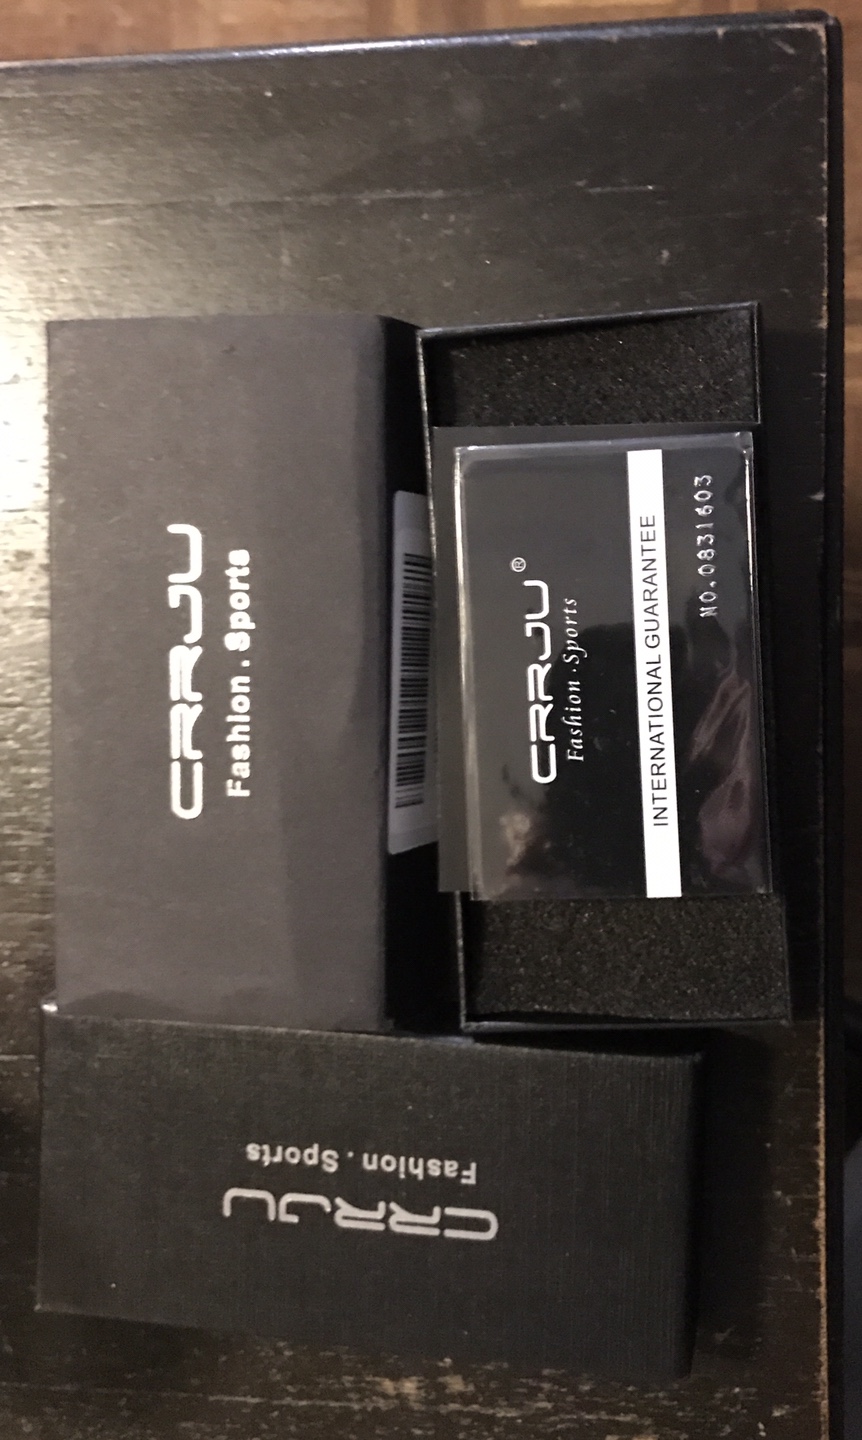 CRRJU
Fashion.Sports
CRRJU®
Fashion·Sports
INTERNATIONAL GUARANTEE
NO.0831603
CRRJU
Fashion.Sports